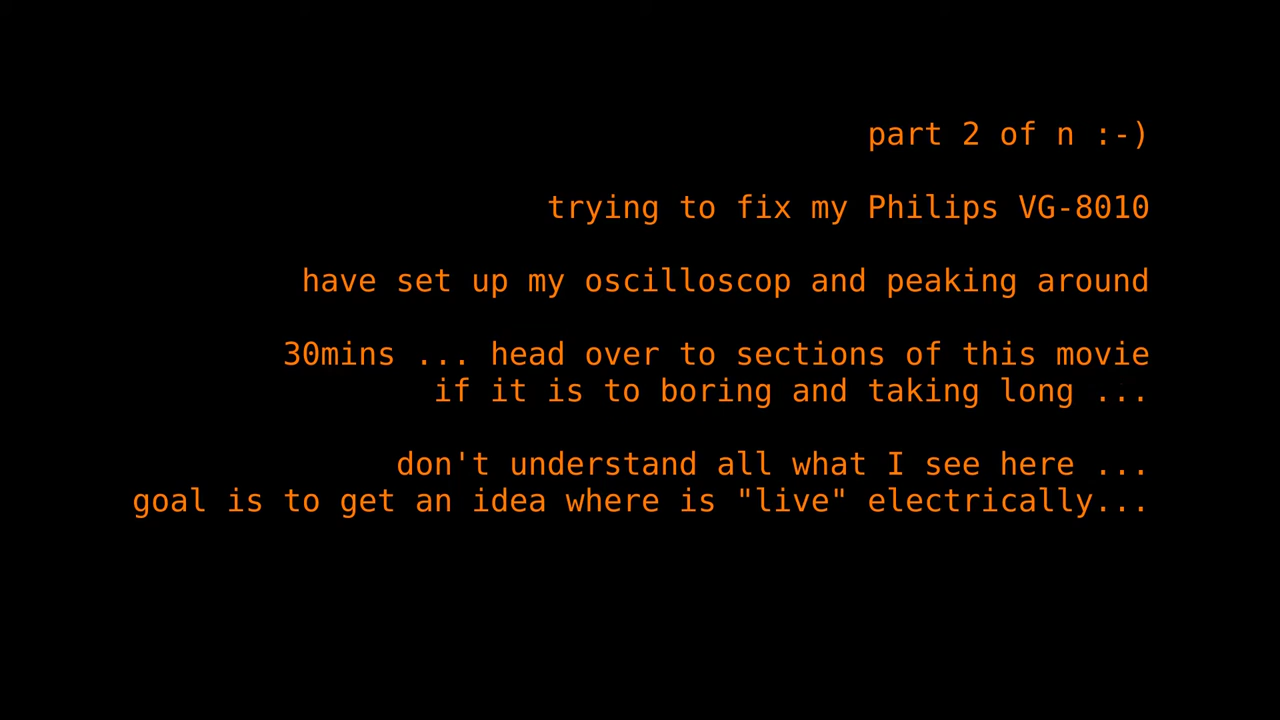 part 2 of n :-)
trying to fix my Philips VG-8010
have set up my oscilloscop and peaking around
30mins ... head over to sections of this movie
if it is to boring and taking long ...
don't understand all what I see here ...
goal is to get an idea where is "live" electrically...